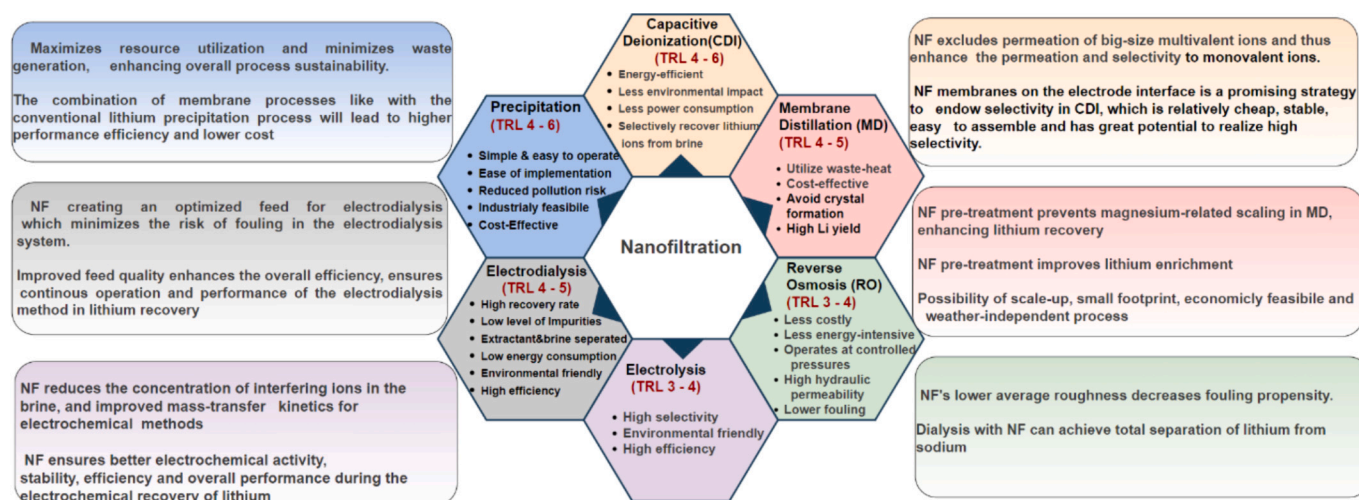 Maximizes resource utilization and minimizes waste
generation, enhancing overall process sustainability.
The combination of membrane processes like with the
conventional lithium precipitation process will lead to higher
performance efficiency and lower cost
NF creating an optimized feed for electrodialysis
which minimizes the risk of fouling in the electrodialysis
system.
Improved feed quality enhances the overall efficiency, ensures
continous operation and performance of the electrodialysis
method in lithium recovery
NF reduces the concentration of interfering ions in the
brine, and improved mass-transfer kinetics for
electrochemical methods
NF ensures better electrochemical activity,
stability, efficiency and overall performance during the
electrochemical recovery of lithium
Capacitive
Deionization(CDI)
(TRL 4 - 6)
• Energy-efficient
• Less environmental impact
• Less power consumption
• Selectively recover lithium
ions from brine
Precipitation
(TRL 4 - 6)
• Simple & easy to operate
• Ease of implementation
• Reduced pollution risk
• Industrialy feasibile
• Cost-Effective
Membrane
Distillation (MD)
(TRL 4 - 5)
• Utilize waste-heat
• Cost-effective
• Avoid crystal
formation
• High Li yield
Nanofiltration
Electrodialysis
(TRL 4 - 5)
• High recovery rate
• Low level of Impurities
• Extractant&brine seperated
• Low energy consumption
• Environmental friendly
• High efficiency
Reverse
Osmosis (RO)
(TRL 3 - 4)
• Less costly
• Less energy-intensive
• Operates at controlled
pressures
• High hydraulic
permeability
• Lower fouling
Electrolysis
(TRL 3 - 4)
• High selectivity
• Environmental friendly
• High efficiency
NF excludes permeation of big-size multivalent ions and thus
enhance the permeation and selectivity to monovalent ions.
NF membranes on the electrode interface is a promising strategy
to endow selectivity in CDI, which is relatively cheap, stable,
easy to assemble and has great potential to realize high
selectivity.
NF pre-treatment prevents magnesium-related scaling in MD,
enhancing lithium recovery
NF pre-treatment improves lithium enrichment
Possibility of scale-up, small footprint, economicly feasibile and
weather-independent process
NF's lower average roughness decreases fouling propensity.
Dialysis with NF can achieve total separation of lithium from
sodium